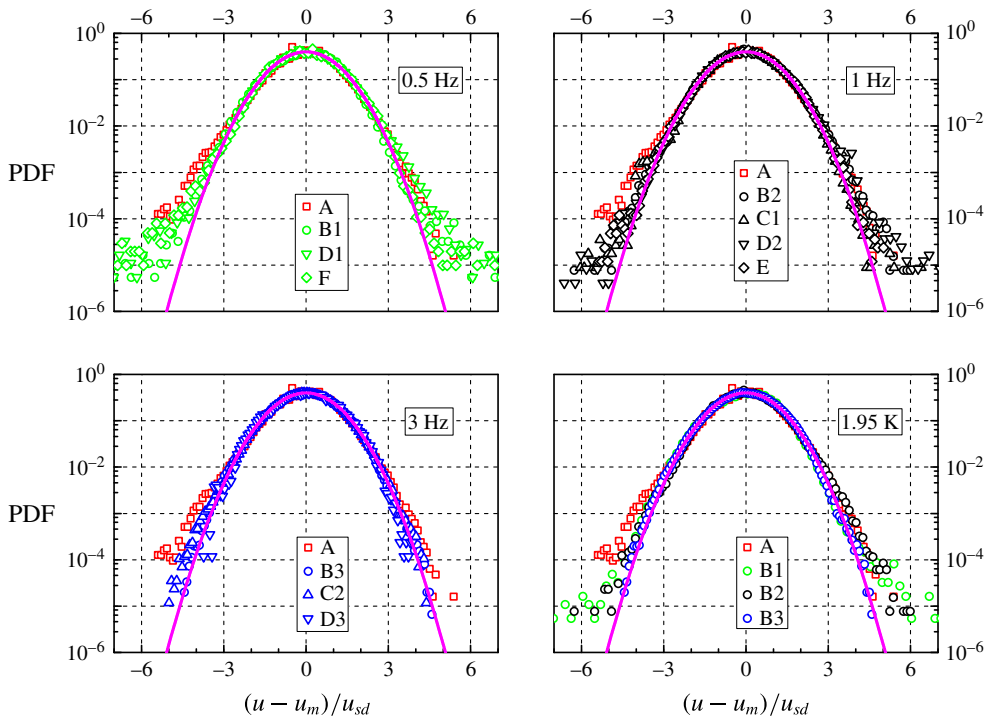 −6 −3 0 3 6
−6 −3 0 3 6
10^0
10^−2
10^−4
10^−6
PDF
0.5 Hz
A
B1
D1
F
1 Hz
A
B2
C1
D2
E
10^0
10^−2
10^−4
10^−6
10^0
10^−2
10^−4
10^−6
PDF
3 Hz
A
B3
C2
D3
1.95 K
A
B1
B2
B3
10^0
10^−2
10^−4
10^−6
−6 −3 0 3 6
−6 −3 0 3 6
(u − u_m)/u_sd
(u − u_m)/u_sd